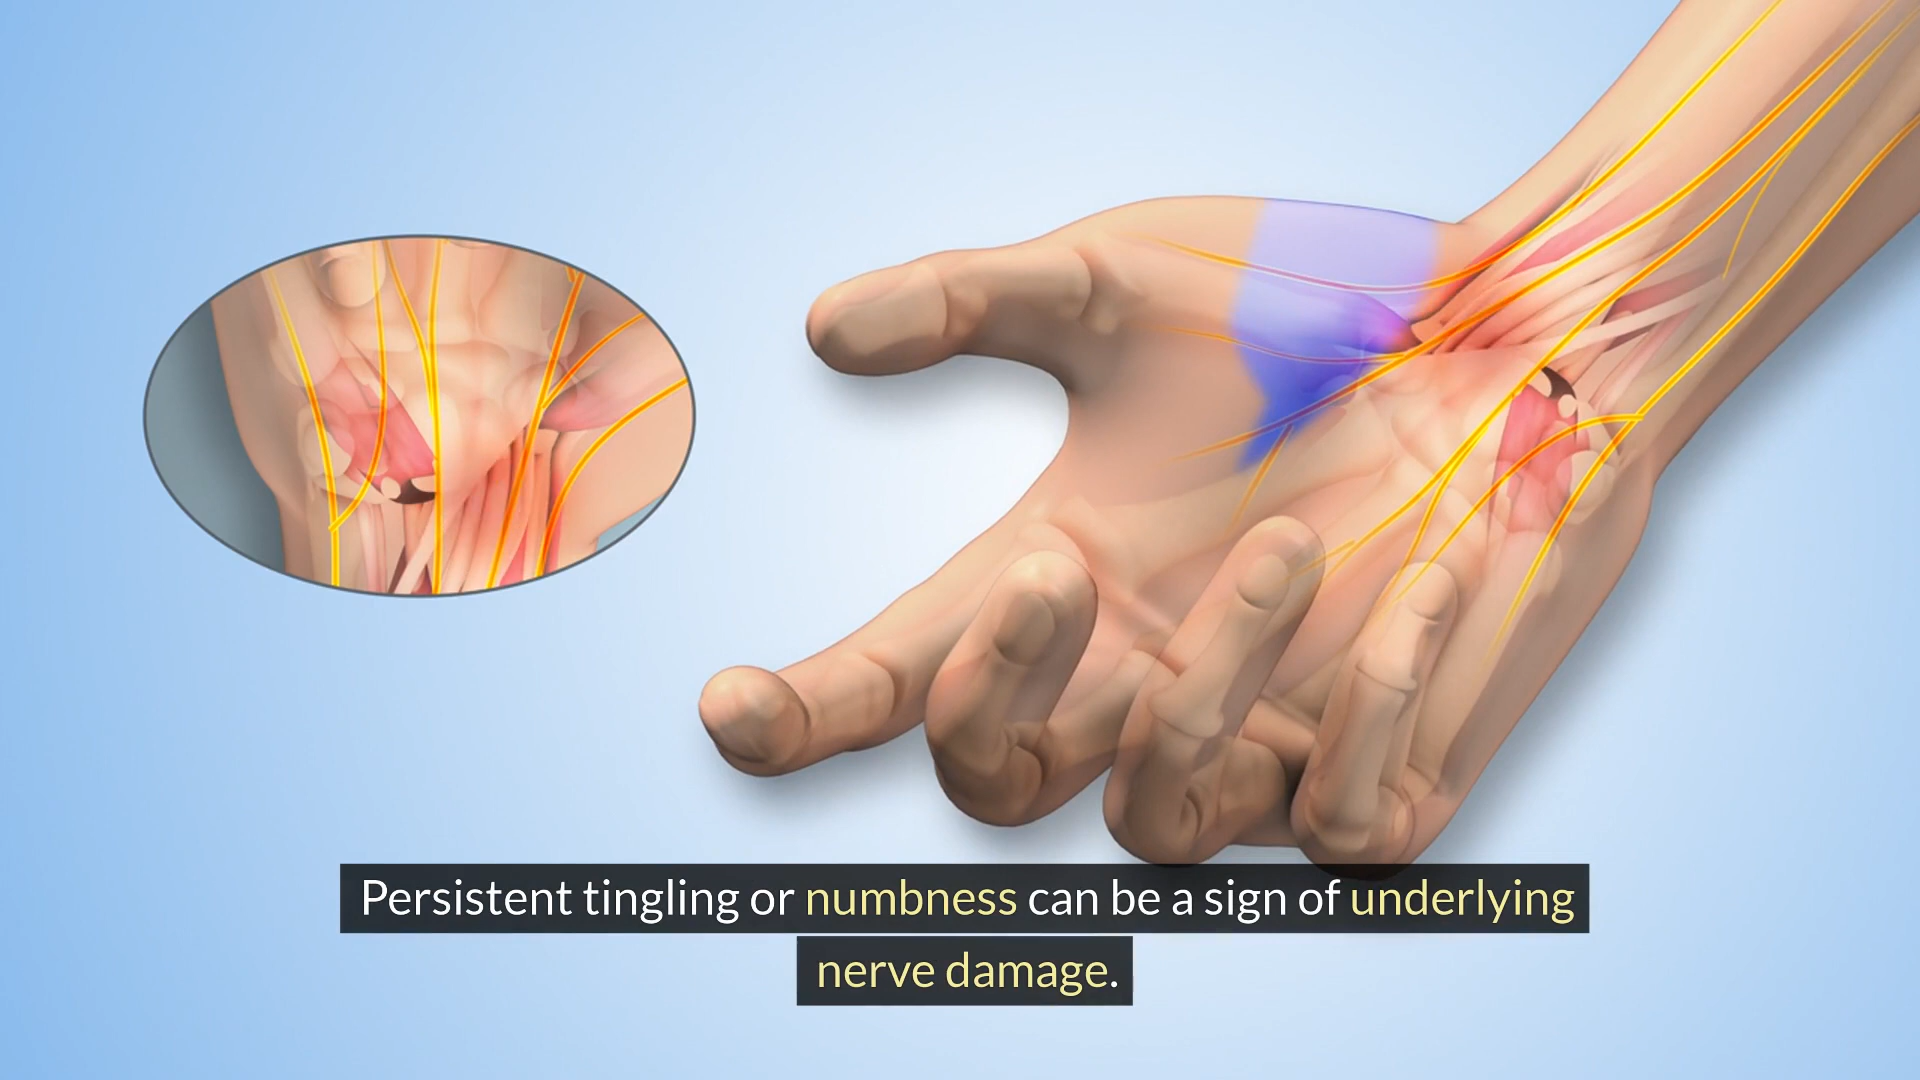 Persistent tingling or numbness can be a sign of underlying
nerve damage.